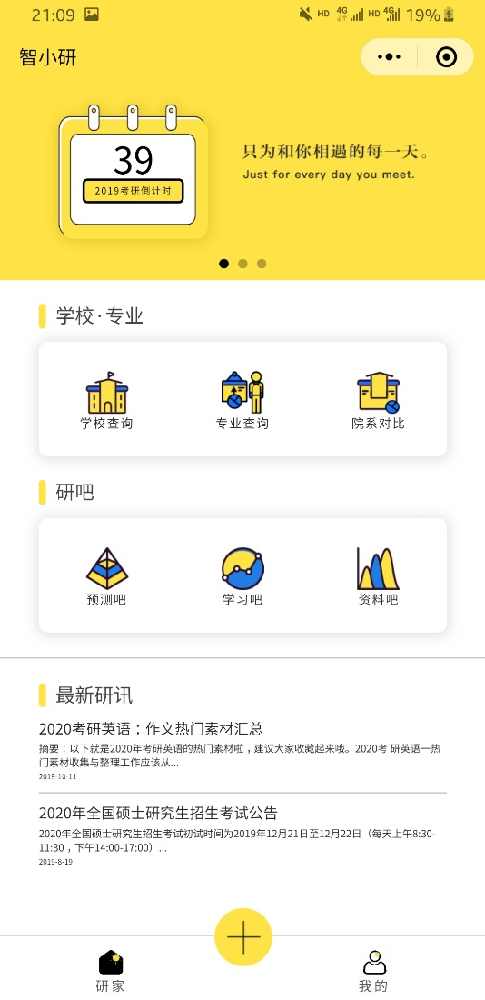 21:09
HD 4G HD 4G 19%
智小研
39
2019考研倒计时
只为和你相遇的每一天。
Just for every day you meet.
学校·专业
学校查询 专业查询 院系对比
研吧
预测吧 学习吧 资料吧
最新研讯
2020考研英语：作文热门素材汇总
摘要：以下就是2020年考研英语的热门素材啦，建议大家收藏起来哦。2020考 研英语一热
门素材收集与整理工作应该从...
2019-10-11
2020年全国硕士研究生招生考试公告
2020年全国硕士研究生招生考试初试时间为2019年12月21日至12月22日（每天上午8:30-
11:30，下午14:00-17:00）...
2019-8-19
研家 我的